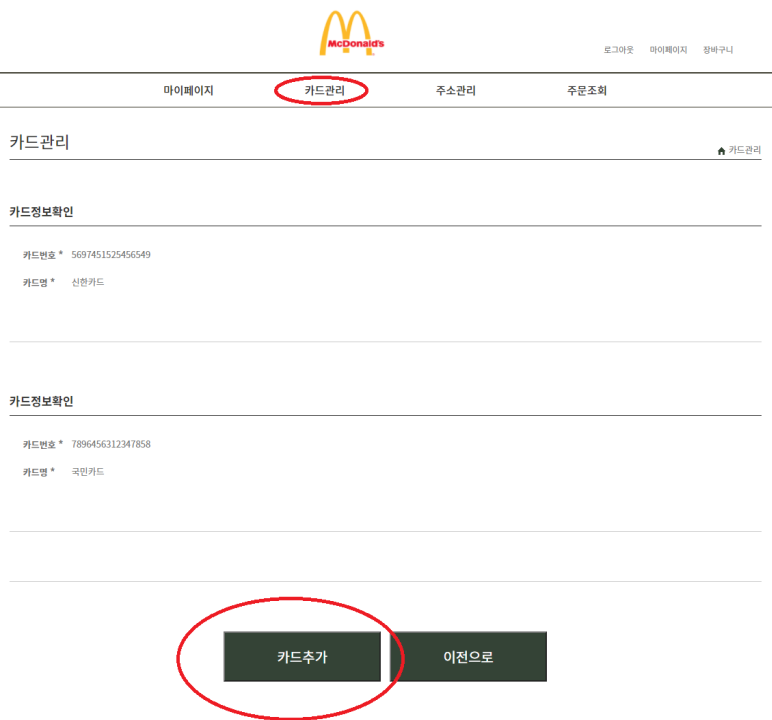 McDonald's
로그아웃 마이페이지 장바구니
마이페이지 카드관리 주소관리 주문조회
카드관리
카드관리
카드정보확인
카드번호 * 5697451525456549
카드명 * 신한카드
카드정보확인
카드번호 * 7896456312347858
카드명 * 국민카드
카드추가 이전으로